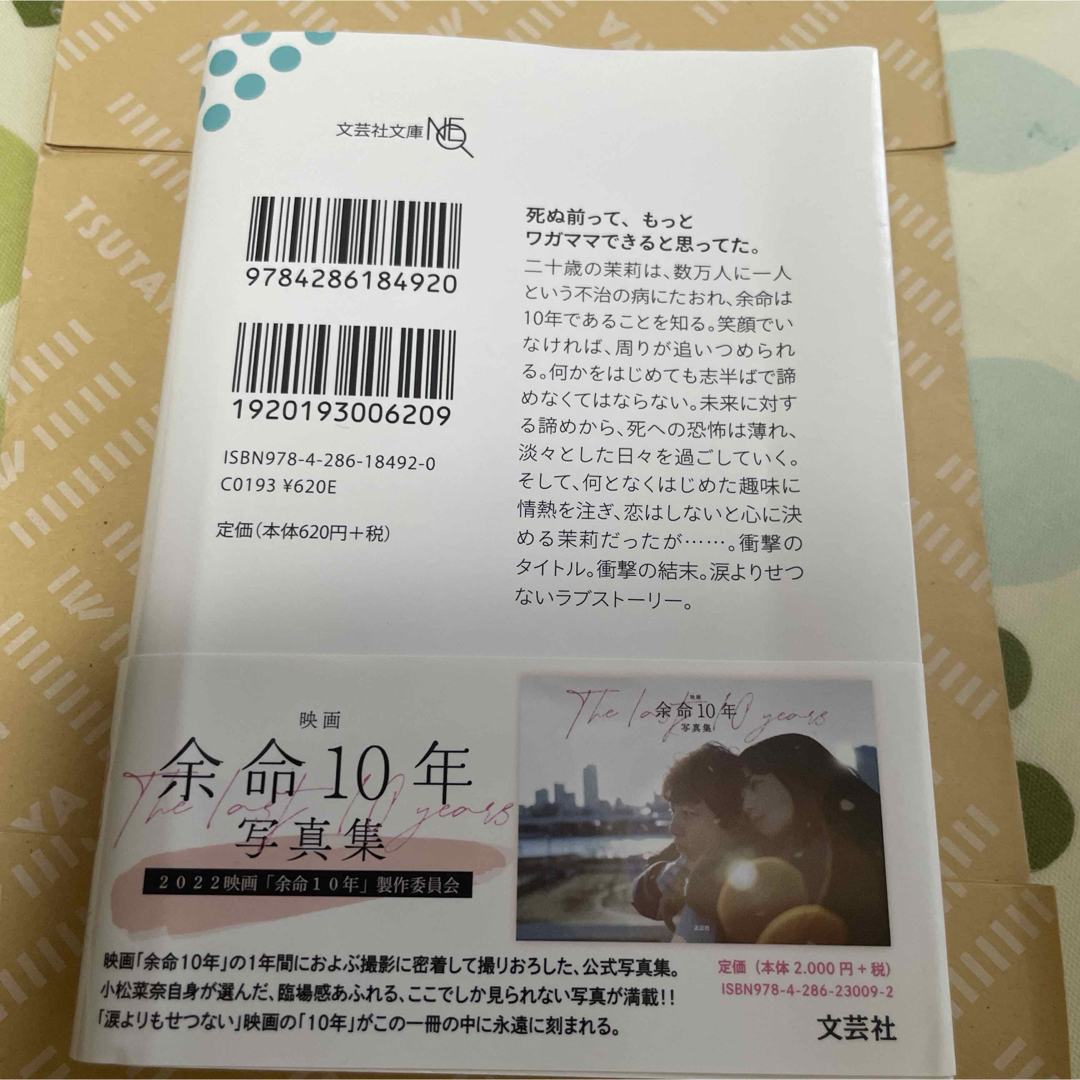 文芸社文庫 NEO
9784286184920
1920193006209
ISBN978-4-286-18492-0
C0193 ¥620E
定価(本体620円+税)
死ぬ前って、もっと
ワガママできると思ってた。
二十歳の茉莉は、数万人に一人
という不治の病にたおれ、余命は
10年であることを知る。笑顔でい
なければ、周りが追いつめられ
る。何かをはじめても志半ばで諦
めなくてはならない。未来に対す
る諦めから、死への恐怖は薄れ、
淡々とした日々を過ごしていく。
そして、何となくはじめた趣味に
情熱を注ぎ、恋はしないと心に決
める茉莉だったが……。衝撃の
タイトル。衝撃の結末。涙よりせつ
ないラブストーリー。
映画
余命10年
The last 10 years
写真集
2022映画「余命10年」製作委員会
The last 10 years
映画
余命10年
写真集
文芸社
映画「余命10年」の1年間におよぶ撮影に密着して撮りおろした、公式写真集。
小松菜奈自身が選んだ、臨場感あふれる、ここでしか見られない写真が満載!!
「涙よりもせつない」映画の「10年」がこの一冊の中に永遠に刻まれる。
定価(本体2.000円+税)
ISBN978-4-286-23009-2
文芸社
TSUTAYA